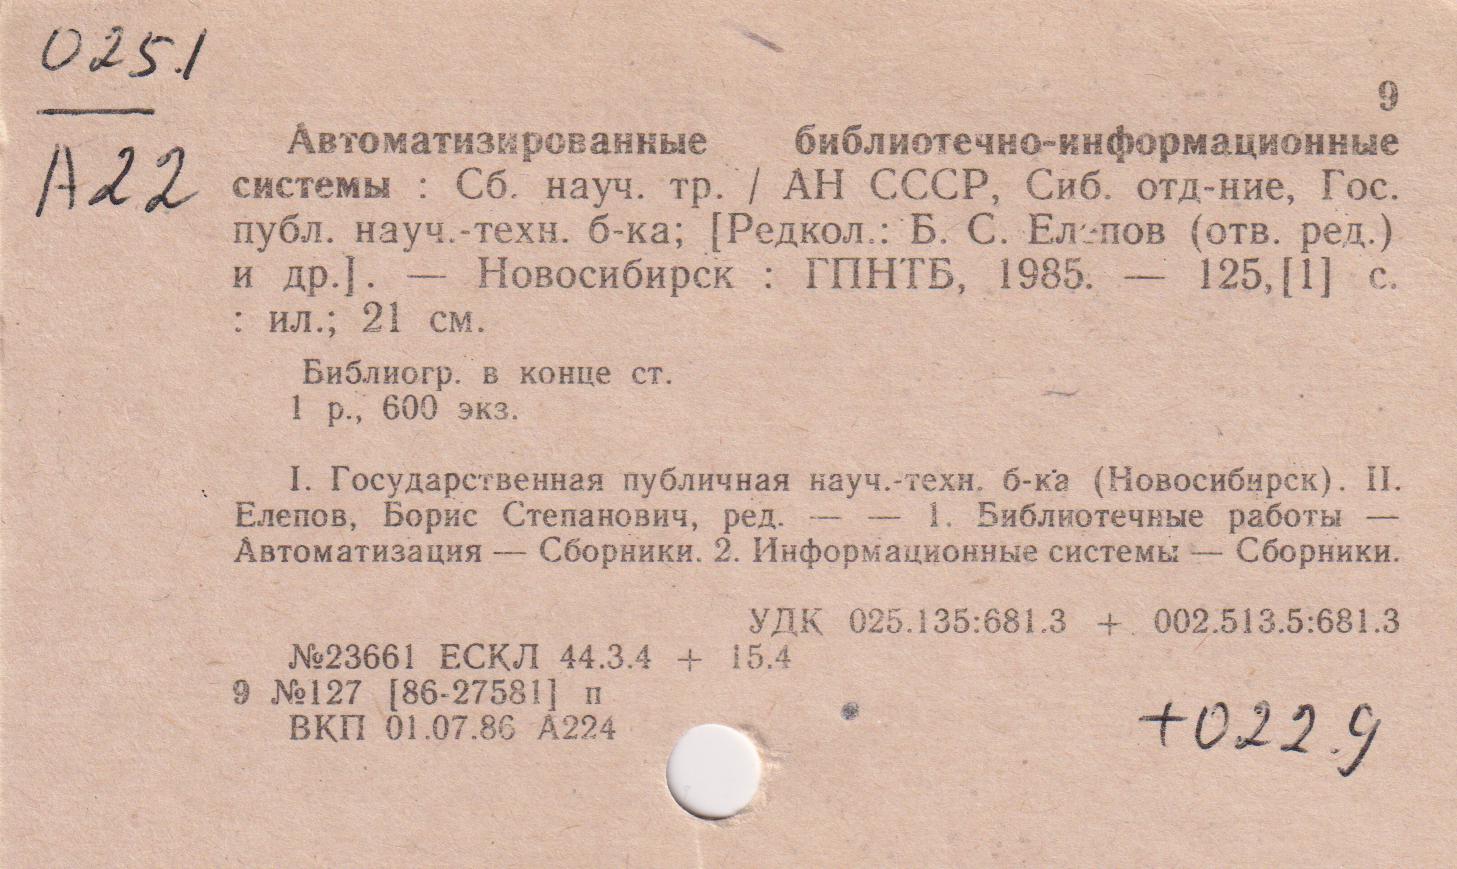 025.1
А22
9
Автоматизированные библиотечно-информационные
системы : Сб. науч. тр. / АН СССР, Сиб. отд-ние, Гос.
публ. науч.-техн. б-ка; [Редкол.: Б. С. Елепов (отв. ред.)
и др.]. — Новосибирск : ГПНТБ, 1985. — 125,[1] с.
: ил.; 21 см.
Библиогр. в конце ст.
1 р., 600 экз.
I. Государственная публичная науч.-техн. б-ка (Новосибирск). II.
Елепов, Борис Степанович, ред. — — 1. Библиотечные работы —
Автоматизация — Сборники. 2. Информационные системы — Сборники.
УДК 025.135:681.3 + 002.513.5:681.3
№23661 ЕСКЛ 44.3.4 + 15.4
9 №127 [86-27581] п
ВКП 01.07.86 А224
+022.9